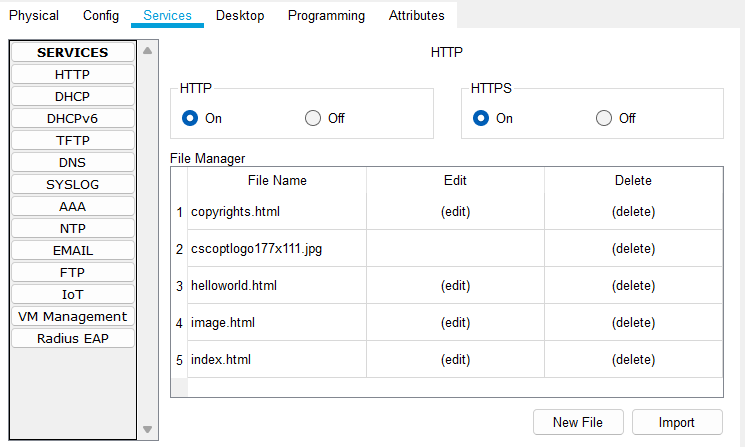 Physical Config Services Desktop Programming Attributes
SERVICES
HTTP
DHCP
DHCPv6
TFTP
DNS
SYSLOG
AAA
NTP
EMAIL
FTP
IoT
VM Management
Radius EAP
HTTP
HTTP
On Off
HTTPS
On Off
File Manager
File Name Edit Delete
1 copyrights.html (edit) (delete)
2 cscoptlogo177x111.jpg (delete)
3 helloworld.html (edit) (delete)
4 image.html (edit) (delete)
5 index.html (edit) (delete)
New File Import